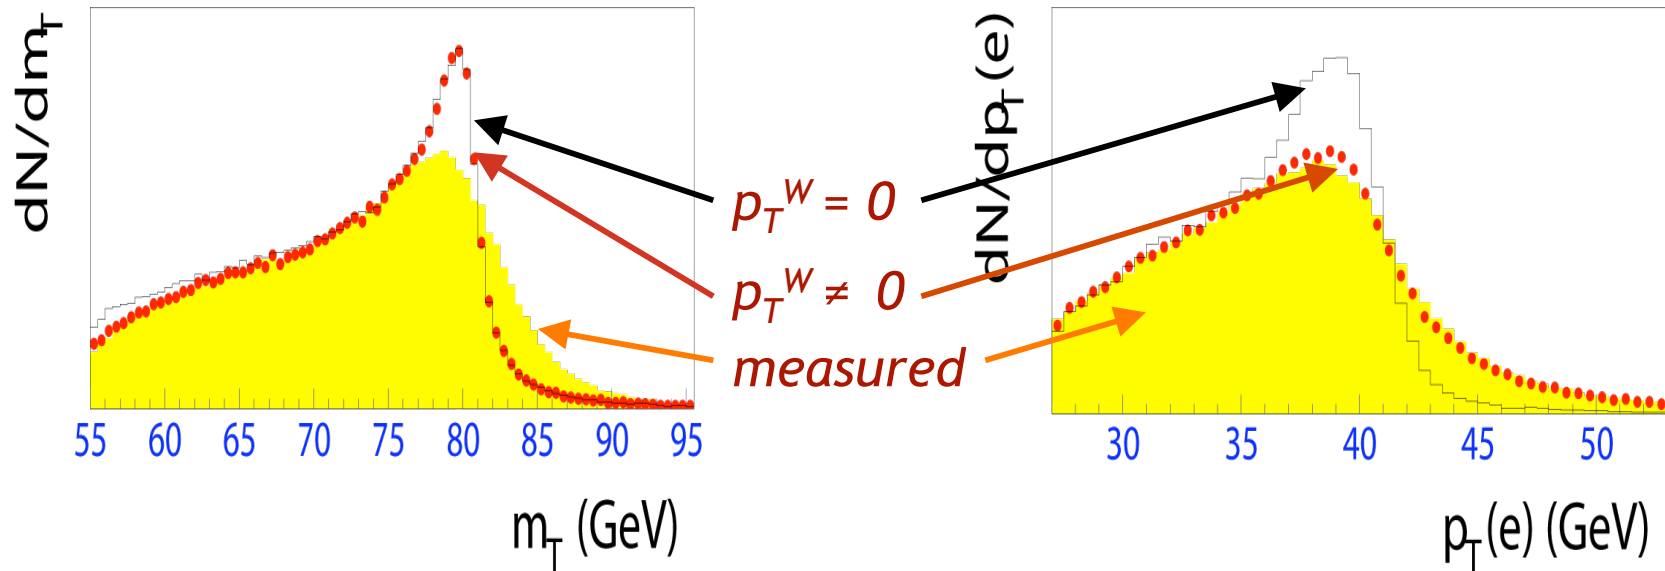 dN/dm_T
55 60 65 70 75 80 85 90 95
m_T (GeV)
p_T^W = 0
p_T^W ≠ 0
measured
dN/dp_T(e)
30 35 40 45 50
p_T(e) (GeV)